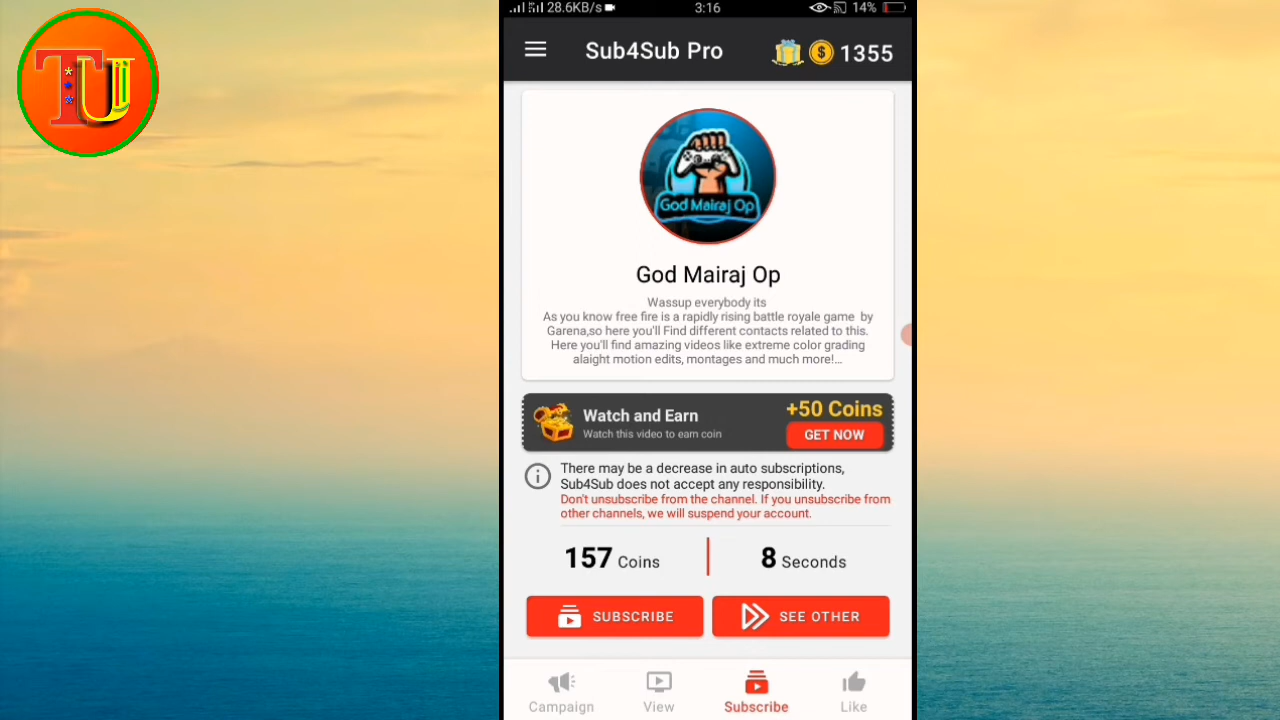 TU
28.6KB/s
3:16
14%
Sub4Sub Pro
1355
God Mairaj Op
God Mairaj Op
Wassup everybody its
As you know free fire is a rapidly rising battle royale game by
Garena,so here you'll Find different contacts related to this.
Here you'll find amazing videos like extreme color grading
alaight motion edits, montages and much more!...
Watch and Earn
Watch this video to earn coin
+50 Coins
GET NOW
There may be a decrease in auto subscriptions,
Sub4Sub does not accept any responsibility.
Don't unsubscribe from the channel. If you unsubscribe from
other channels, we will suspend your account.
157 Coins
8 Seconds
SUBSCRIBE
SEE OTHER
Campaign
View
Subscribe
Like